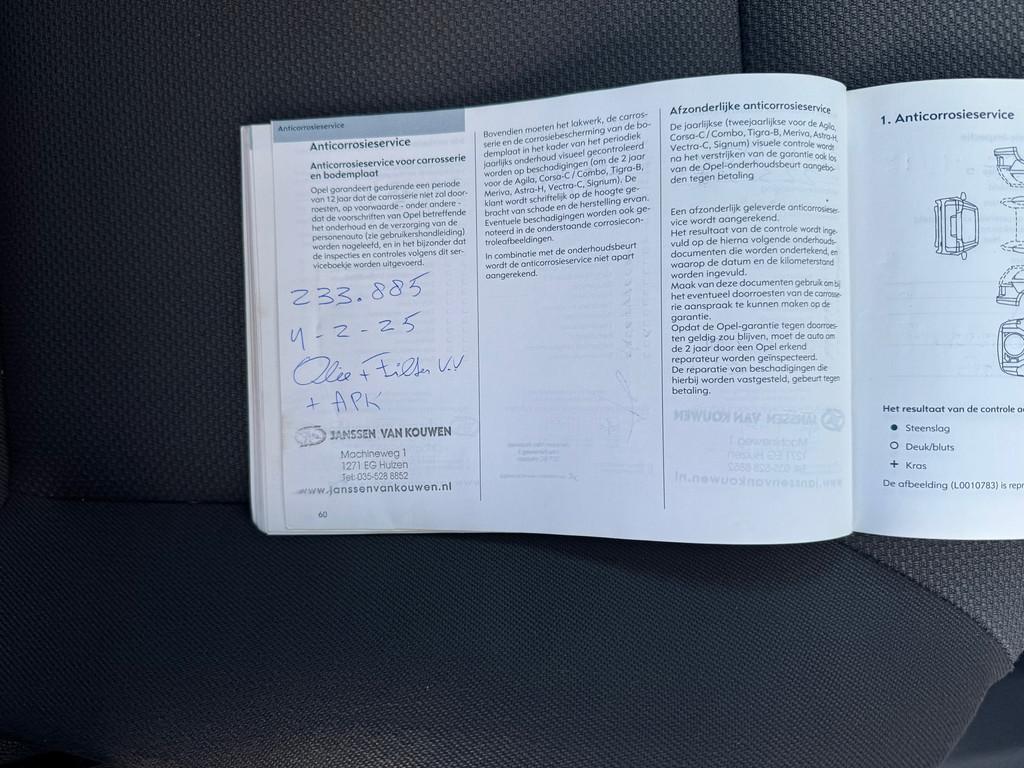 Anticorrosieservice
Anticorrosieservice
Anticorrosieservice voor carrosserie
en bodemplaat
Opel garandeert gedurende een periode
van 12 jaar dat de carrosserie niet zal door-
roesten, op voorwaarde - onder andere -
dat de voorschriften van Opel betreffende
het onderhoud en de verzorging van de
personenauto (zie gebruikershandleiding)
worden nageleefd, en in het bijzonder dat
de inspecties en controles volgens dit ser-
viceboekje worden uitgevoerd.
233.885
4-2-25
Olie + Filter V.V
+ APK
JANSSEN VAN KOUWEN
Machineweg 1
1271 EG Huizen
Tel: 035-528 8852
www.janssenvankouwen.nl
60
Bovendien moeten het lakwerk, de carros-
serie en de corrosiebescherming van de bo-
demplaat in het kader van het periodiek
jaarlijks onderhoud visueel gecontroleerd
worden op beschadigingen (om de 2 jaar
voor de Agila, Corsa-C / Combo, Tigra-B,
Meriva, Astra-H, Vectra-C, Signum). De
klant wordt schriftelijk op de hoogte ge-
bracht van schade en de herstelling ervan.
Eventuele beschadigingen worden ook ge-
noteerd in de onderstaande corrosiecon-
troleafbeeldingen.
In combinatie met de onderhoudsbeurt
wordt de anticorrosieservice niet apart
aangerekend.
Afzonderlijke anticorrosieservice
De jaarlijkse (tweejaarlijkse voor de Agila,
Corsa-C / Combo, Tigra-B, Meriva, Astra-H,
Vectra-C, Signum) visuele controle wordt
na het verstrijken van de garantie ook los
van de Opel-onderhoudsbeurt aangebo-
den tegen betaling
Een afzonderlijk geleverde anticorrosieser-
vice wordt aangerekend.
Het resultaat van de controle wordt inge-
vuld op de hierna volgende onderhouds-
documenten die worden ondertekend, en
waarop de datum en de kilometerstand
worden ingevuld.
Maak van deze documenten gebruik om bij
het eventueel doorroesten van de carrosse-
rie aanspraak te kunnen maken op de
garantie.
Opdat de Opel-garantie tegen doorroes-
ten geldig zou blijven, moet de auto om
de 2 jaar door een Opel erkend
reparateur worden geïnspecteerd.
De reparatie van beschadigingen die
hierbij worden vastgesteld, gebeurt tegen
betaling.
1. Anticorrosieservice
Het resultaat van de controle
Steenslag
Deuk/bluts
Kras
De afbeelding (L0010783) is